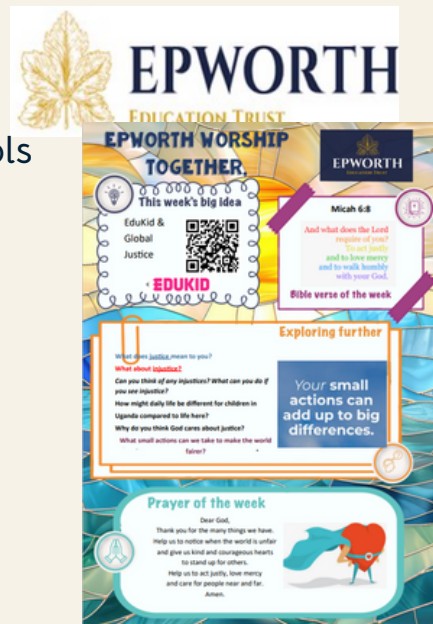 EPWORTH
EDUCATION TRUST
ols
EPWORTH WORSHIP
TOGETHER.
EPWORTH
EDUCATION TRUST
This week's big idea
EduKid &
Global
Justice
EDUKID
Micah 6:8
And what does the Lord
require of you?
To act justly
and to love mercy
and to walk humbly
with your God.
Bible verse of the week
Exploring further
What does justice mean to you?
What about injustice?
Can you think of any injustices? What can you do if
you see injustice?
How might daily life be different for children in
Uganda compared to life here?
Why do you think God cares about justice?
What small actions can we take to make the world
fairer?
Your small
actions can
add up to big
differences.
Prayer of the week
Dear God,
Thank you for the many things we have.
Help us to notice when the world is unfair
and give us kind and courageous hearts
to stand up for others.
Help us to act justly, love mercy
and care for people near and far.
Amen.